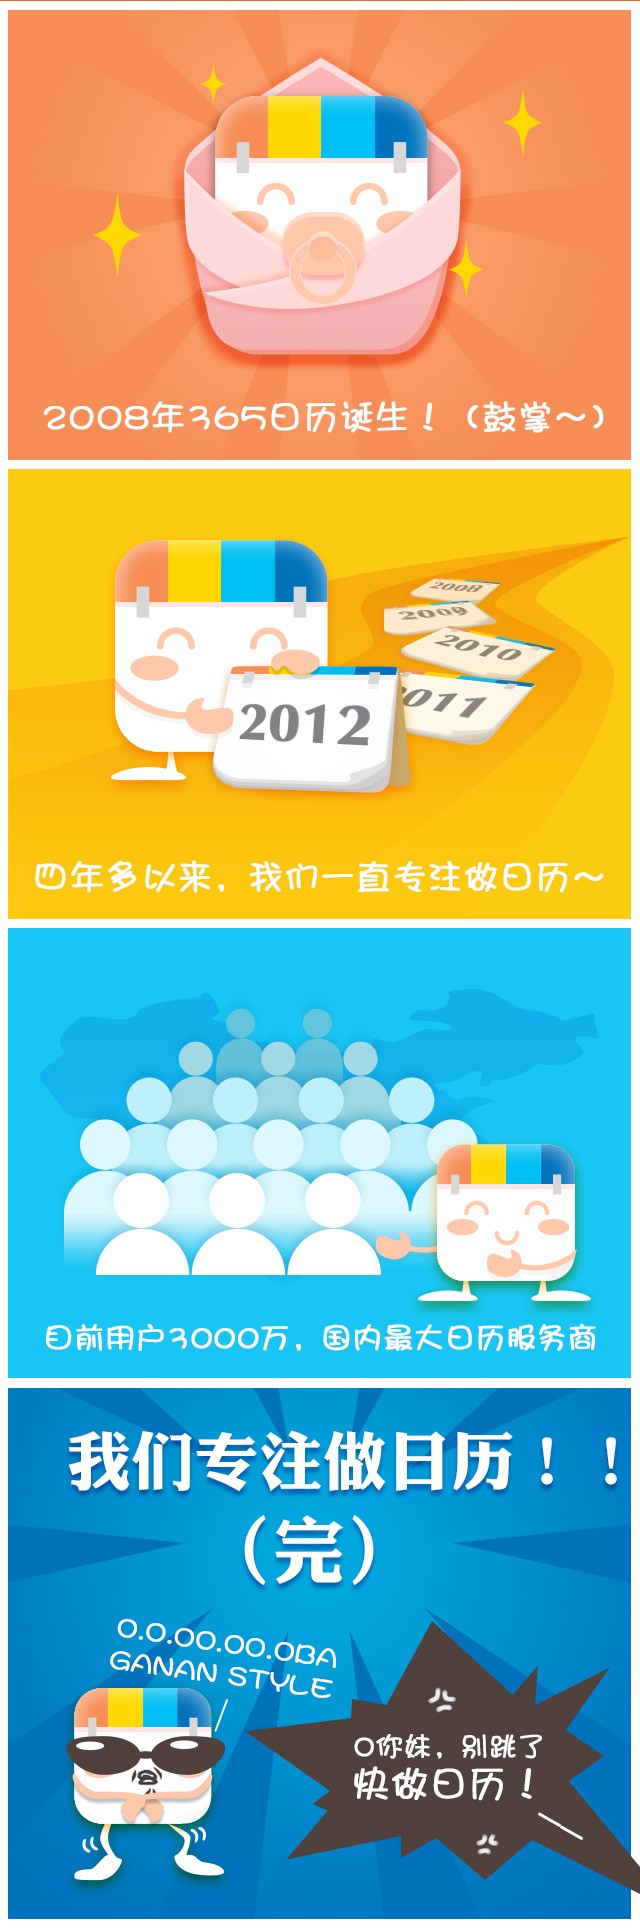 2008年365日历诞生！（鼓掌～）
2008
2009
2010
2011
2012
四年多以来，我们一直专注做日历～
目前用户3000万，国内最大日历服务商
我们专注做日历！！
（完）
O.O.OO.OO.OBA
GANAN STYLE
O你妹，别跳了
快做日历！